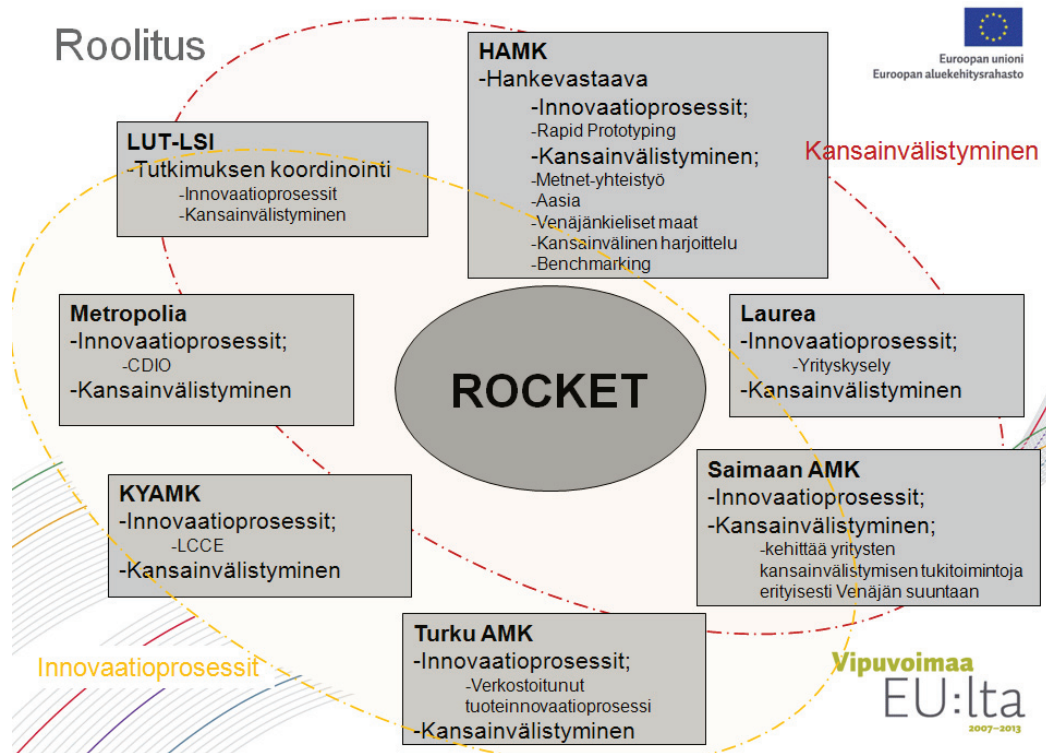 Roolitus
Euroopan unioni
Euroopan aluekehitysrahasto
HAMK
-Hankevastaava
-Innovaatioprosessit;
-Rapid Prototyping
-Kansainvälistyminen;
-Metnet-yhteistyö
-Aasia
-Venäjänkieliset maat
-Kansainvälinen harjoittelu
-Benchmarking
Kansainvälistyminen
LUT-LSI
-Tutkimuksen koordinointi
-Innovaatioprosessit
-Kansainvälistyminen
Metropolia
-Innovaatioprosessit;
-CDIO
-Kansainvälistyminen
ROCKET
Laurea
-Innovaatioprosessit;
-Yrityskysely
-Kansainvälistyminen
KYAMK
-Innovaatioprosessit;
-LCCE
-Kansainvälistyminen
Saimaan AMK
-Innovaatioprosessit;
-Kansainvälistyminen;
-kehittää yritysten
kansainvälistymisen tukitoimintoja
erityisesti Venäjän suuntaan
Turku AMK
-Innovaatioprosessit;
-Verkostoitunut
tuoteinnovaatioprosessi
-Kansainvälistyminen
Innovaatioprosessit
Vipuvoimaa
EU:lta
2007–2013